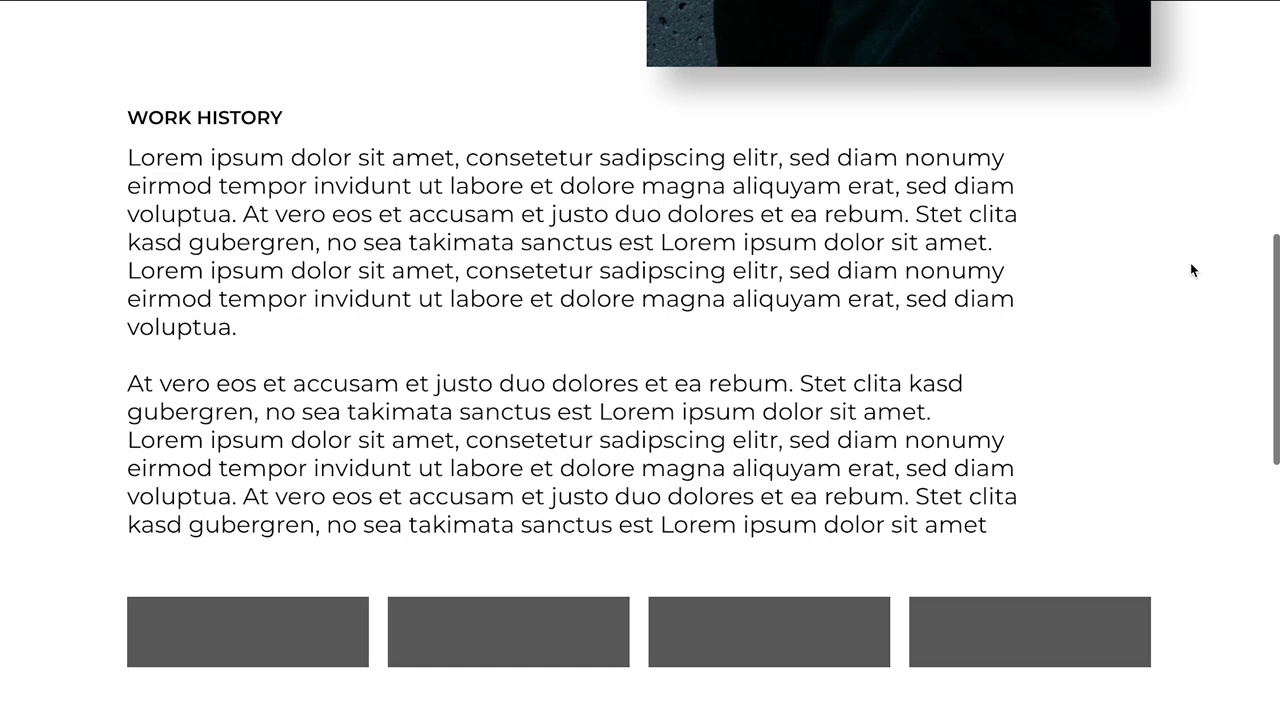 WORK HISTORY
Lorem ipsum dolor sit amet, consetetur sadipscing elitr, sed diam nonumy
eirmod tempor invidunt ut labore et dolore magna aliquyam erat, sed diam
voluptua. At vero eos et accusam et justo duo dolores et ea rebum. Stet clita
kasd gubergren, no sea takimata sanctus est Lorem ipsum dolor sit amet.
Lorem ipsum dolor sit amet, consetetur sadipscing elitr, sed diam nonumy
eirmod tempor invidunt ut labore et dolore magna aliquyam erat, sed diam
voluptua.
At vero eos et accusam et justo duo dolores et ea rebum. Stet clita kasd
gubergren, no sea takimata sanctus est Lorem ipsum dolor sit amet.
Lorem ipsum dolor sit amet, consetetur sadipscing elitr, sed diam nonumy
eirmod tempor invidunt ut labore et dolore magna aliquyam erat, sed diam
voluptua. At vero eos et accusam et justo duo dolores et ea rebum. Stet clita
kasd gubergren, no sea takimata sanctus est Lorem ipsum dolor sit amet